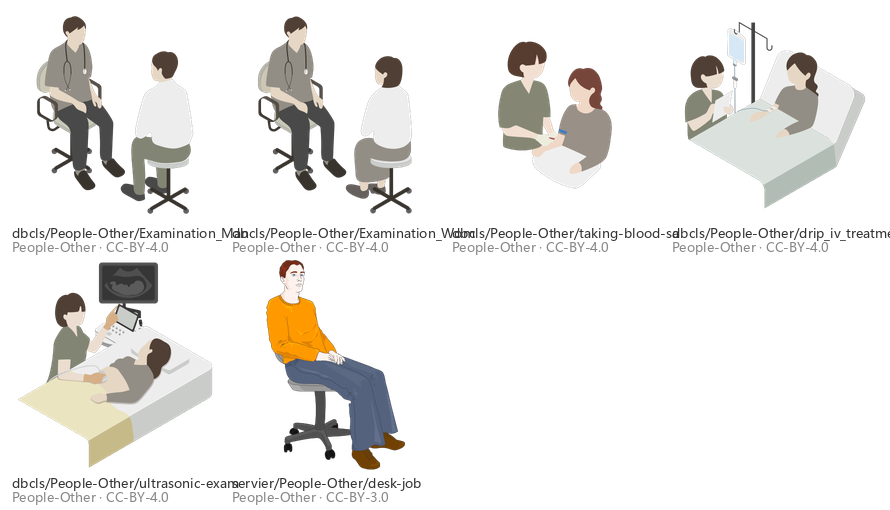 dbcls/People-Other/Examination_Man
People-Other · CC-BY-4.0
dbcls/People-Other/Examination_Wom
People-Other · CC-BY-4.0
dbcls/People-Other/taking-blood-sa
People-Other · CC-BY-4.0
dbcls/People-Other/drip_iv_treatme
People-Other · CC-BY-4.0
dbcls/People-Other/ultrasonic-exam
People-Other · CC-BY-4.0
servier/People-Other/desk-job
People-Other · CC-BY-3.0